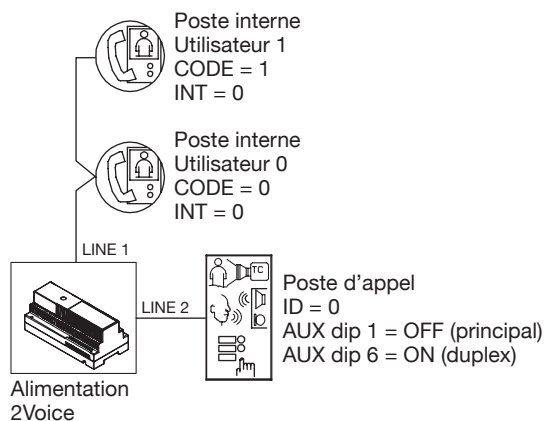 Poste interne
Utilisateur 1
CODE = 1
INT = 0
Poste interne
Utilisateur 0
CODE = 0
INT = 0
LINE 1
LINE 2
TC
Poste d'appel
ID = 0
AUX dip 1 = OFF (principal)
AUX dip 6 = ON (duplex)
Alimentation
2Voice